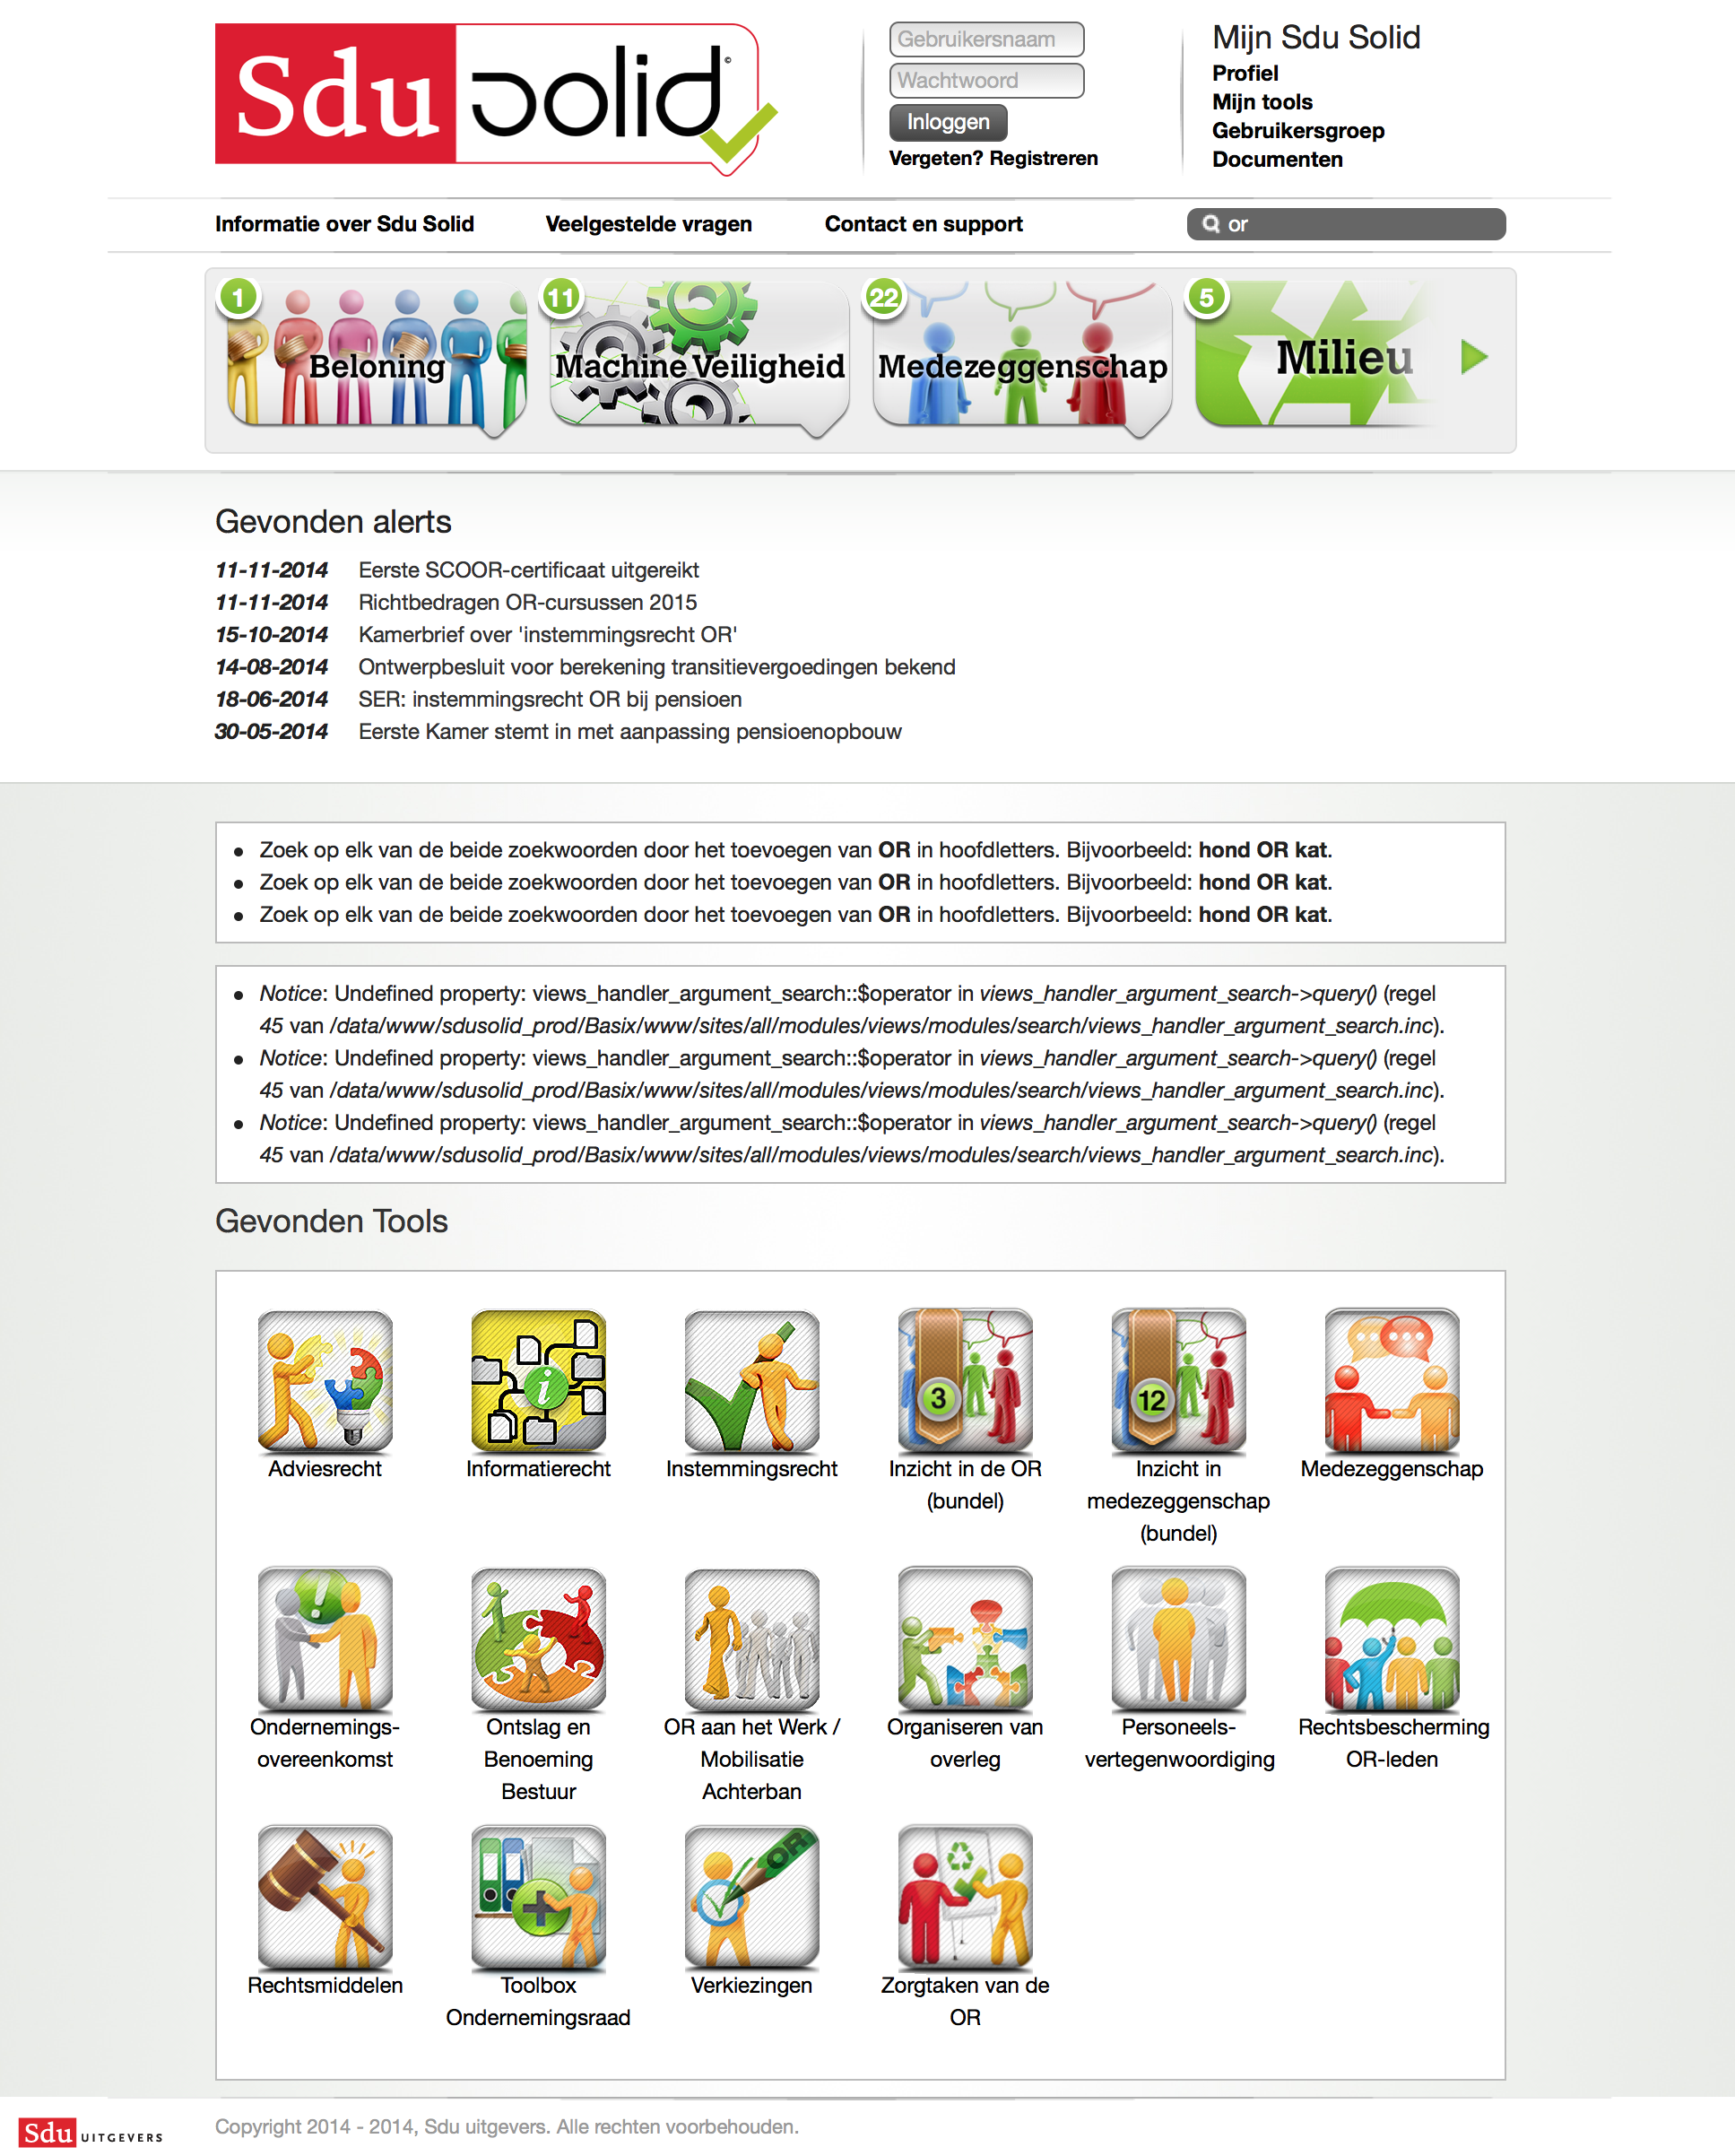 Sdu solid©
Gebruikersnaam
Wachtwoord
Inloggen
Vergeten? Registreren
Mijn Sdu Solid
Profiel
Mijn tools
Gebruikersgroep
Documenten
Informatie over Sdu Solid
Veelgestelde vragen
Contact en support
or
1
Beloning
11
Machine Veiligheid
22
Medezeggenschap
5
Milieu
Gevonden alerts
11-11-2014 Eerste SCOOR-certificaat uitgereikt
11-11-2014 Richtbedragen OR-cursussen 2015
15-10-2014 Kamerbrief over 'instemmingsrecht OR'
14-08-2014 Ontwerpbesluit voor berekening transitievergoedingen bekend
18-06-2014 SER: instemmingsrecht OR bij pensioen
30-05-2014 Eerste Kamer stemt in met aanpassing pensioenopbouw
• Zoek op elk van de beide zoekwoorden door het toevoegen van OR in hoofdletters. Bijvoorbeeld: hond OR kat.
• Zoek op elk van de beide zoekwoorden door het toevoegen van OR in hoofdletters. Bijvoorbeeld: hond OR kat.
• Zoek op elk van de beide zoekwoorden door het toevoegen van OR in hoofdletters. Bijvoorbeeld: hond OR kat.
• Notice: Undefined property: views_handler_argument_search::$operator in views_handler_argument_search->query() (regel
45 van /data/www/sdusolid_prod/Basix/www/sites/all/modules/views/modules/search/views_handler_argument_search.inc).
• Notice: Undefined property: views_handler_argument_search::$operator in views_handler_argument_search->query() (regel
45 van /data/www/sdusolid_prod/Basix/www/sites/all/modules/views/modules/search/views_handler_argument_search.inc).
• Notice: Undefined property: views_handler_argument_search::$operator in views_handler_argument_search->query() (regel
45 van /data/www/sdusolid_prod/Basix/www/sites/all/modules/views/modules/search/views_handler_argument_search.inc).
Gevonden Tools
i
3
12
Adviesrecht
Informatierecht
Instemmingsrecht
Inzicht in de OR
(bundel)
Inzicht in
medezeggenschap
(bundel)
Medezeggenschap
!
Ondernemings-
overeenkomst
Ontslag en
Benoeming
Bestuur
OR aan het Werk /
Mobilisatie
Achterban
Organiseren van
overleg
Personeels-
vertegenwoordiging
Rechtsbescherming
OR-leden
OR
Rechtsmiddelen
Toolbox
Ondernemingsraad
Verkiezingen
Zorgtaken van de
OR
Sdu UITGEVERS
Copyright 2014 - 2014, Sdu uitgevers. Alle rechten voorbehouden.